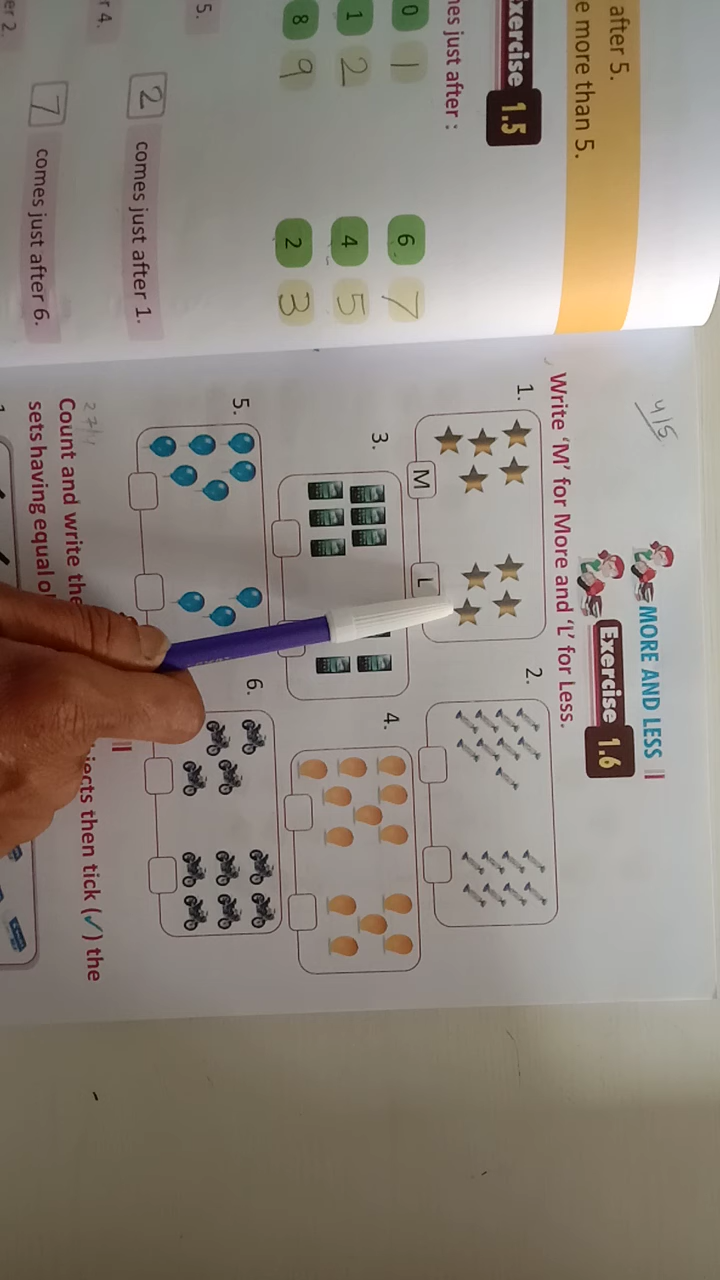 after 5.
e more than 5.
xercise 1.5
nes just after :
0 1
6 7
1 2
4 5
8 9
2 3
5.
2 comes just after 1.
r 4.
7 comes just after 6.
er 2.
4/5
MORE AND LESS
Exercise 1.6
Write ‘M’ for More and ‘L’ for Less.
1.
M
L
2.
3.
4.
5.
6.
Count and write the
jects then tick (✓) the
sets having equal o